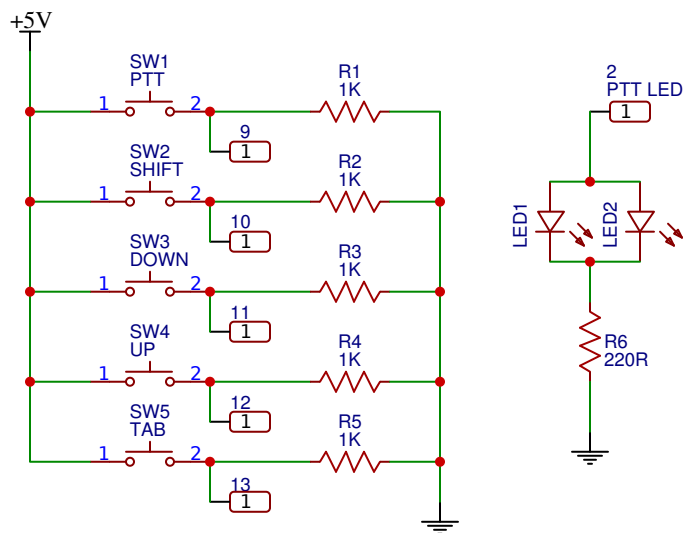 +5V
SW1
PTT
1
2
R1
1K
9
1
SW2
SHIFT
1
2
R2
1K
10
1
SW3
DOWN
1
2
R3
1K
11
1
SW4
UP
1
2
R4
1K
12
1
SW5
TAB
1
2
R5
1K
13
1
2
PTT LED
1
LED1
LED2
R6
220R